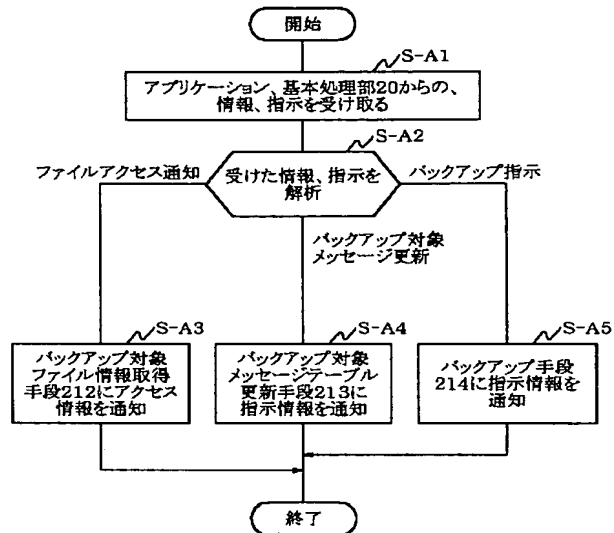 開始
S-A1
アプリケーション、基本処理部20からの、
情報、指示を受け取る
S-A2
ファイルアクセス通知
受けた情報、指示を
解析
バックアップ指示
バックアップ対象
メッセージ更新
S-A3
バックアップ対象
ファイル情報取得
手段212にアクセス
情報を通知
S-A4
バックアップ対象
メッセージテーブル
更新手段213に
指示情報を通知
S-A5
バックアップ手段
214に指示情報を
通知
終了